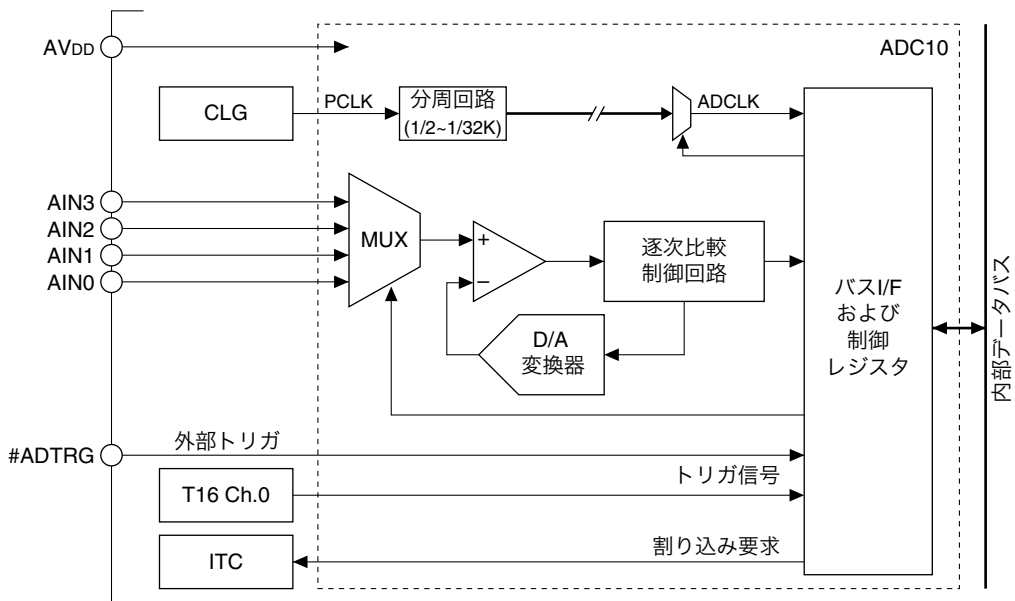 AVDD
ADC10
CLG
PCLK
分周回路
(1/2~1/32K)
ADCLK
AIN3
AIN2
AIN1
AIN0
MUX
+
−
逐次比較
制御回路
D/A
変換器
バスI/F
および
制御
レジスタ
内部データバス
#ADTRG
外部トリガ
T16 Ch.0
トリガ信号
ITC
割り込み要求